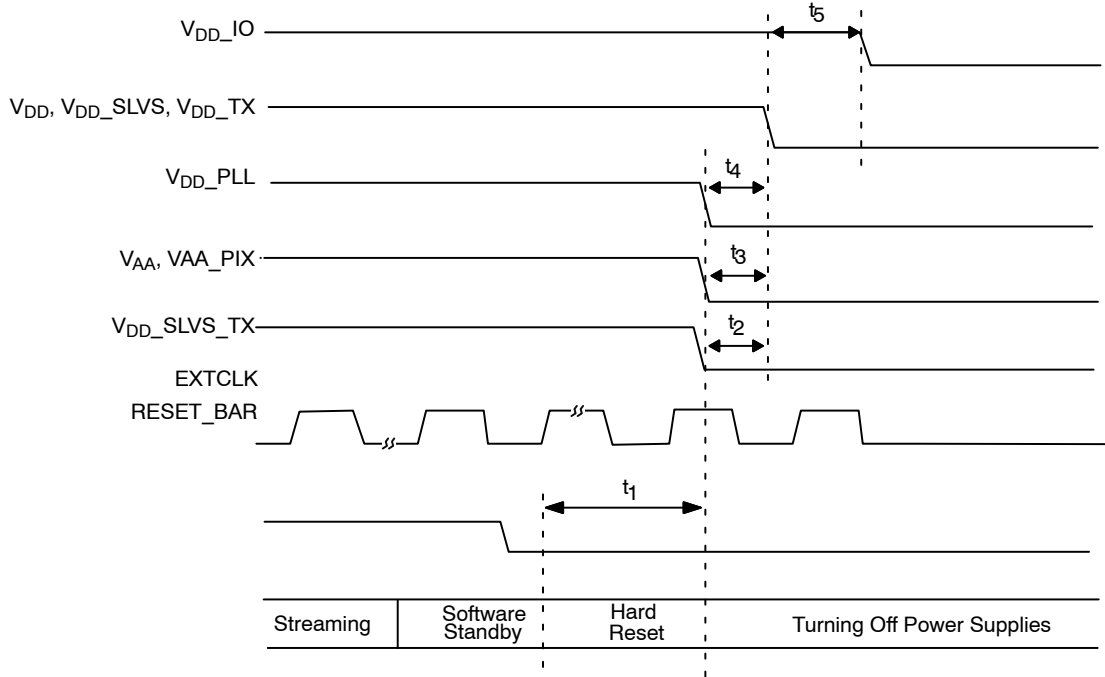 t5
VDD_IO
VDD, VDD_SLVS, VDD_TX
VDD_PLL
t4
VAA, VAA_PIX
t3
VDD_SLVS_TX
t2
EXTCLK
RESET_BAR
t1
Streaming
Software
Standby
Hard
Reset
Turning Off Power Supplies